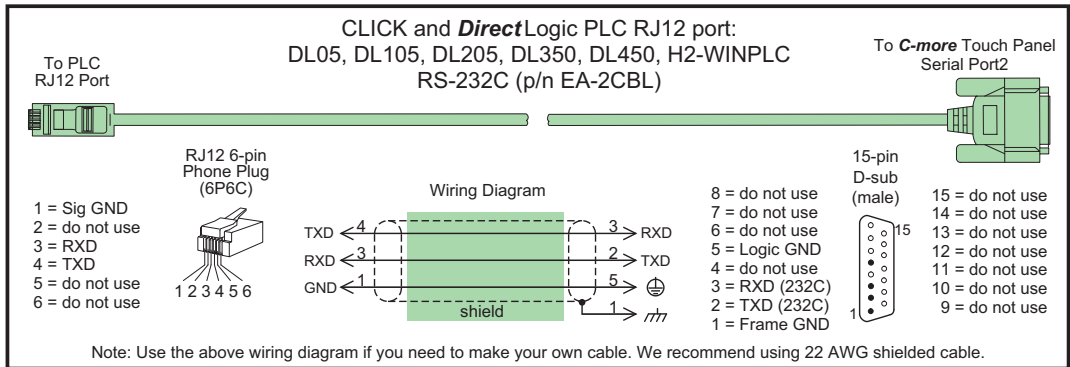 CLICK and DirectLogic PLC RJ12 port:
DL05, DL105, DL205, DL350, DL450, H2-WINPLC
RS-232C (p/n EA-2CBL)
To PLC
RJ12 Port
To C-more Touch Panel
Serial Port2
RJ12 6-pin
Phone Plug
(6P6C)
1 = Sig GND
2 = do not use
3 = RXD
4 = TXD
5 = do not use
6 = do not use
1 2 3 4 5 6
Wiring Diagram
TXD 4 3 RXD
RXD 3 2 TXD
GND 1 5
shield 1
8 = do not use
7 = do not use
6 = do not use
5 = Logic GND
4 = do not use
3 = RXD (232C)
2 = TXD (232C)
1 = Frame GND
15-pin
D-sub
(male)
15
1
15 = do not use
14 = do not use
13 = do not use
12 = do not use
11 = do not use
10 = do not use
9 = do not use
Note: Use the above wiring diagram if you need to make your own cable. We recommend using 22 AWG shielded cable.